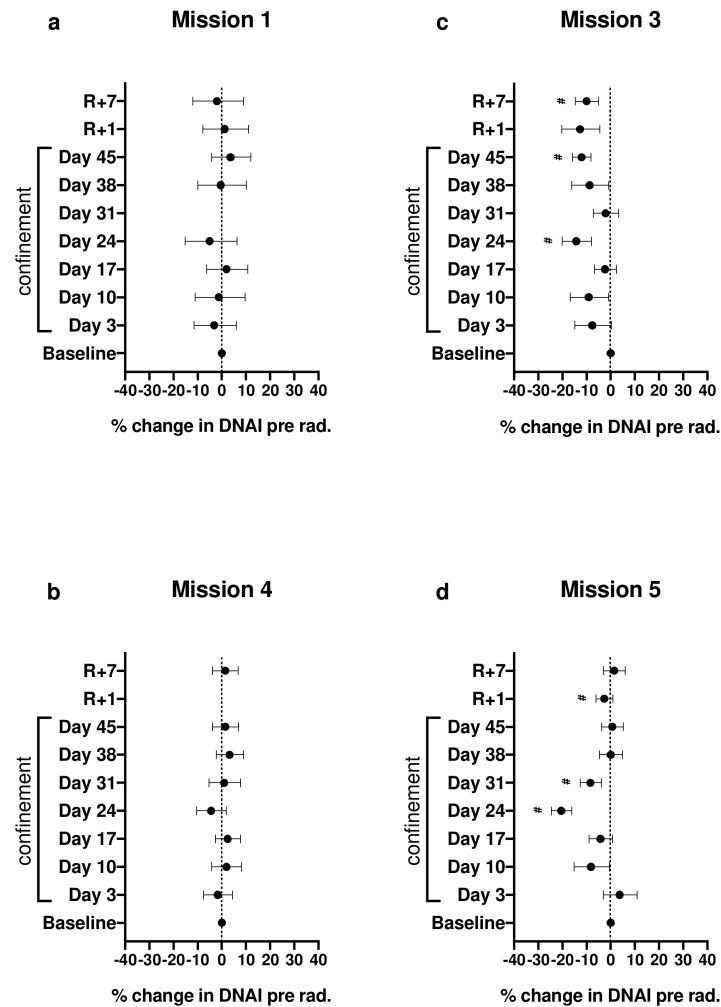 a Mission 1
R+7
R+1
Day 45
Day 38
Day 31
Day 24
Day 17
Day 10
Day 3
Baseline
confinement
-40 -30 -20 -10 0 10 20 30 40
% change in DNAI pre rad.
c Mission 3
R+7 #
R+1
Day 45 #
Day 38
Day 31
Day 24 #
Day 17
Day 10
Day 3
Baseline
confinement
-40 -30 -20 -10 0 10 20 30 40
% change in DNAI pre rad.
b Mission 4
R+7
R+1
Day 45
Day 38
Day 31
Day 24
Day 17
Day 10
Day 3
Baseline
confinement
-40 -30 -20 -10 0 10 20 30 40
% change in DNAI pre rad.
d Mission 5
R+7
R+1 #
Day 45
Day 38
Day 31 #
Day 24 #
Day 17
Day 10
Day 3
Baseline
confinement
-40 -30 -20 -10 0 10 20 30 40
% change in DNAI pre rad.